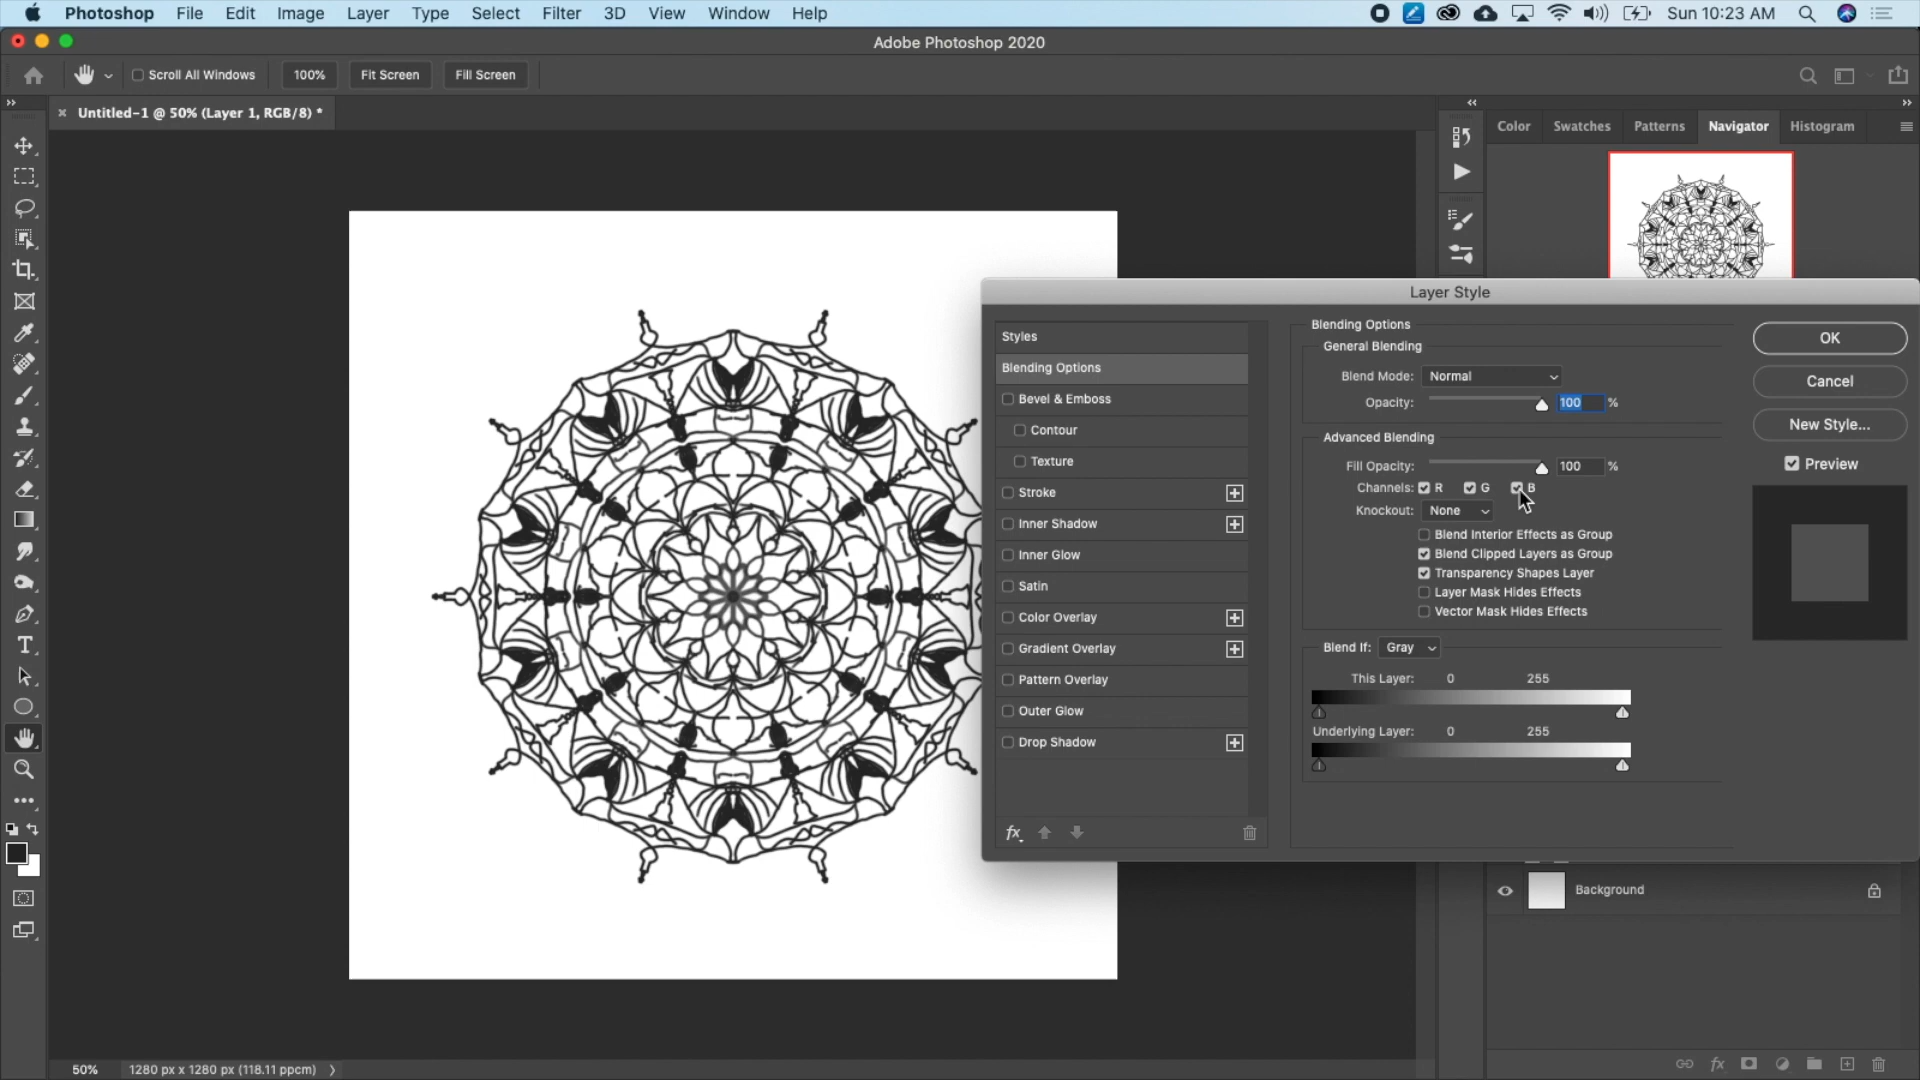 Photoshop File Edit Image Layer Type Select Filter 3D View Window Help Sun 10:23 AM
Adobe Photoshop 2020
Scroll All Windows 100% Fit Screen Fill Screen
Untitled-1 @ 50% (Layer 1, RGB/8) *
Color Swatches Patterns Navigator Histogram
Layer Style
Styles
Blending Options
Bevel & Emboss
Contour
Texture
Stroke
Inner Shadow
Inner Glow
Satin
Color Overlay
Gradient Overlay
Pattern Overlay
Outer Glow
Drop Shadow
fx
Blending Options
General Blending
Blend Mode: Normal
Opacity: 100 %
Advanced Blending
Fill Opacity: 100 %
Channels: R G B
Knockout: None
Blend Interior Effects as Group
Blend Clipped Layers as Group
Transparency Shapes Layer
Layer Mask Hides Effects
Vector Mask Hides Effects
Blend If: Gray
This Layer: 0 255
Underlying Layer: 0 255
OK
Cancel
New Style...
Preview
Background
fx
50% 1280 px x 1280 px (118.11 ppcm)